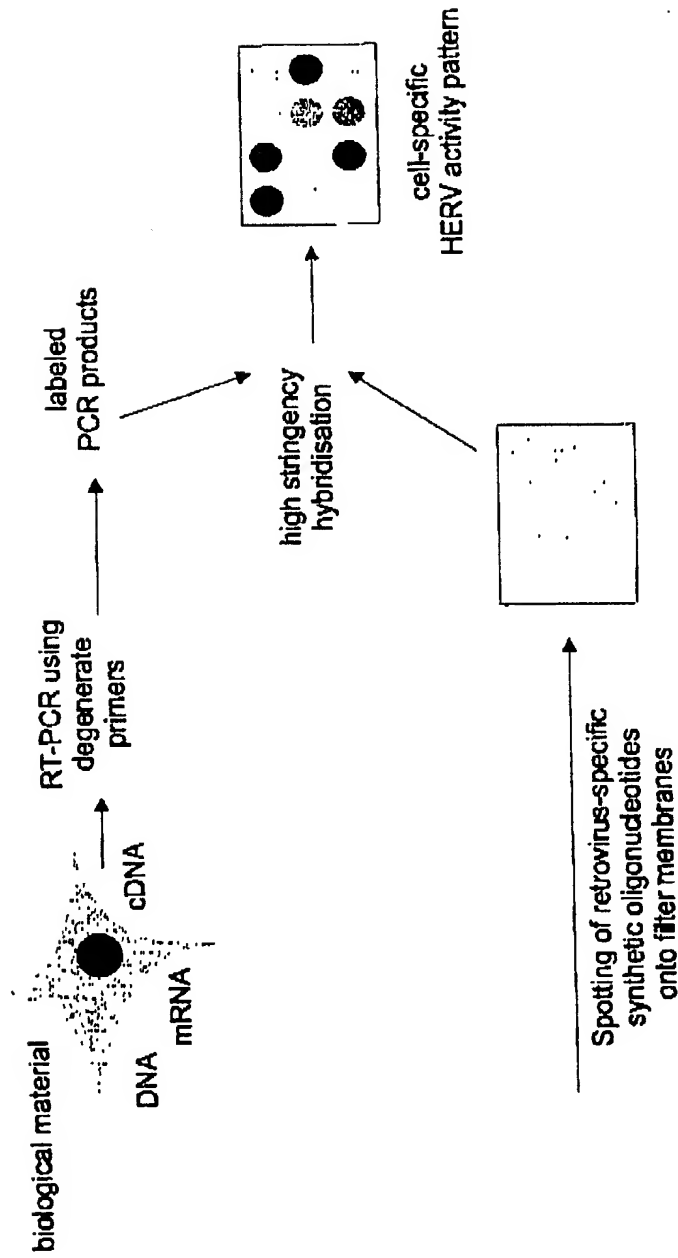 biological material
DNA
mRNA
cDNA
RT-PCR using
degenerate
primers
labeled
PCR products
high stringency
hybridisation
cell-specific
HERV activity pattern
Spotting of retrovirus-specific
synthetic oligonucleotides
onto filter membranes